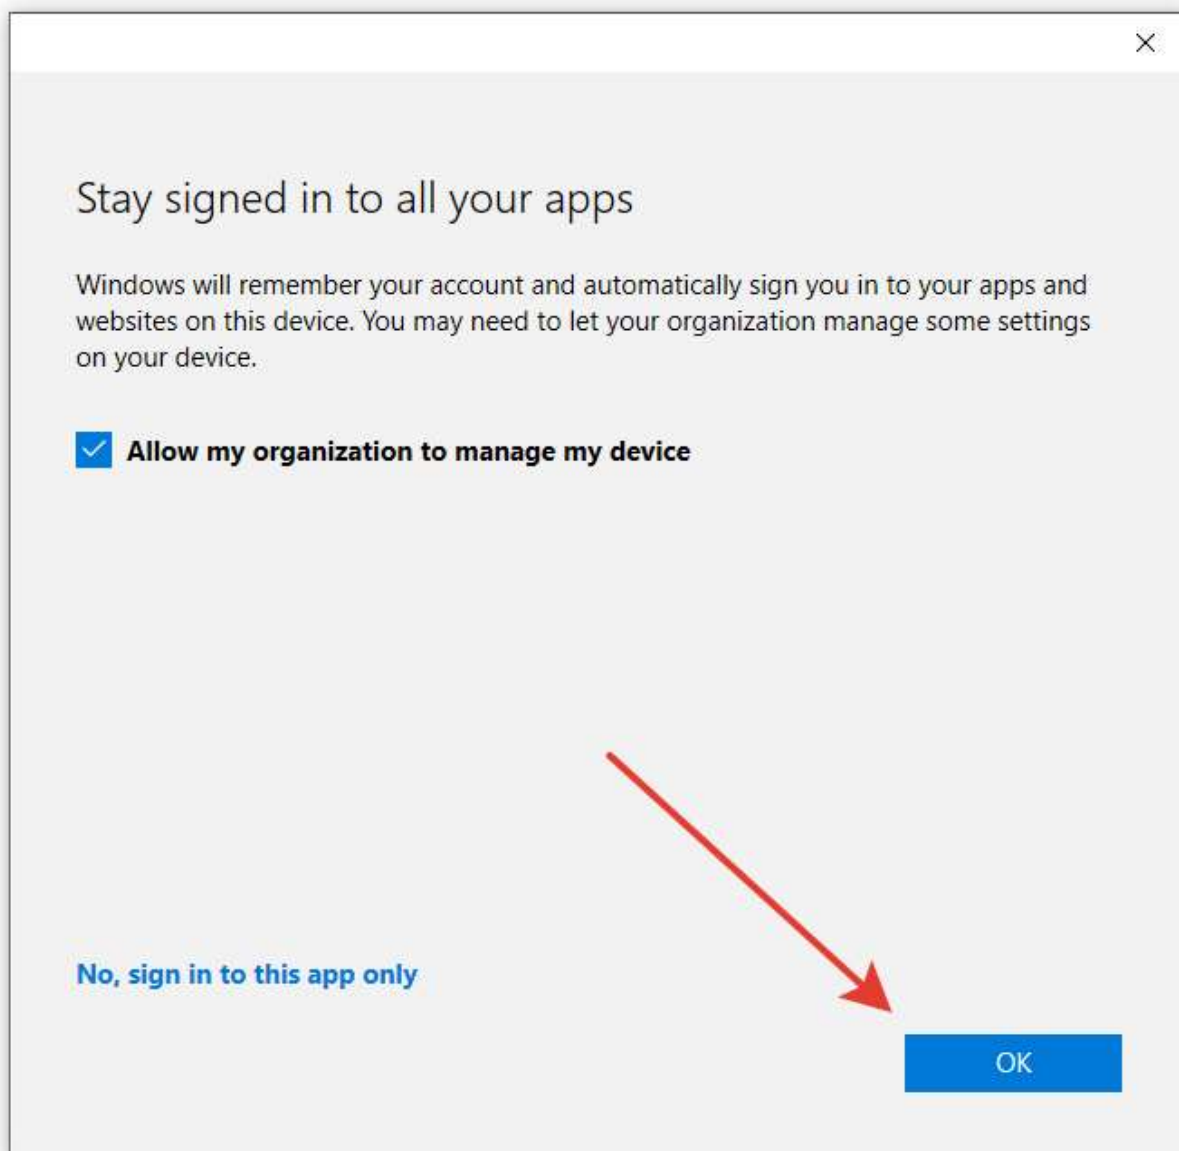 Stay signed in to all your apps
Windows will remember your account and automatically sign you in to your apps and
websites on this device. You may need to let your organization manage some settings
on your device.
Allow my organization to manage my device
No, sign in to this app only
OK